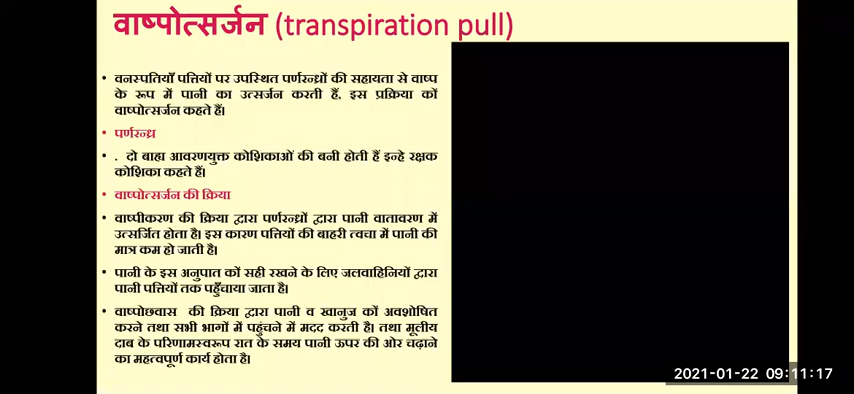 वाष्पोत्सर्जन (transpiration pull)
• वनस्पतियाँ पत्तियों पर उपस्थित पर्णरन्ध्रों की सहायता से वाष्प
के रूप में पानी का उत्सर्जन करती हैं, इस प्रक्रिया कों
वाष्पोत्सर्जन कहते हैं।
• पर्णरन्ध्र
• . दो बाह्य आवरणयुक्त कोशिकाओं की बनी होती हैं इन्हे रक्षक
कोशिका कहते हैं।
• वाष्पोत्सर्जन की क्रिया
• वाष्पीकरण की क्रिया द्वारा पर्णरन्ध्रों द्वारा पानी वातावरण में
उत्सर्जित होता है। इस कारण पत्तियों की बाहरी त्वचा में पानी की
मात्र कम हो जाती है।
• पानी के इस अनुपात कों सही रखने के लिए जलवाहिनियों द्वारा
पानी पत्तियों तक पहुँचाया जाता है।
• वाष्पोछवास की क्रिया द्वारा पानी व खानुज कों अवशोषित
करने तथा सभी भागों में पहुंचने में मदद करती है। तथा मूलीय
दाब के परिणामस्वरूप रात के समय पानी ऊपर की ओर चढ़ाने
का महत्वपूर्ण कार्य होता है।
2021-01-22 09:11:17